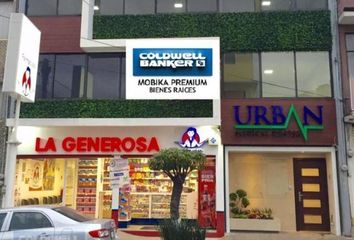 COLDWELL
BANKER
MOBIKA PREMIUM
BIENES RAICES
LA GENEROSA
URBAN